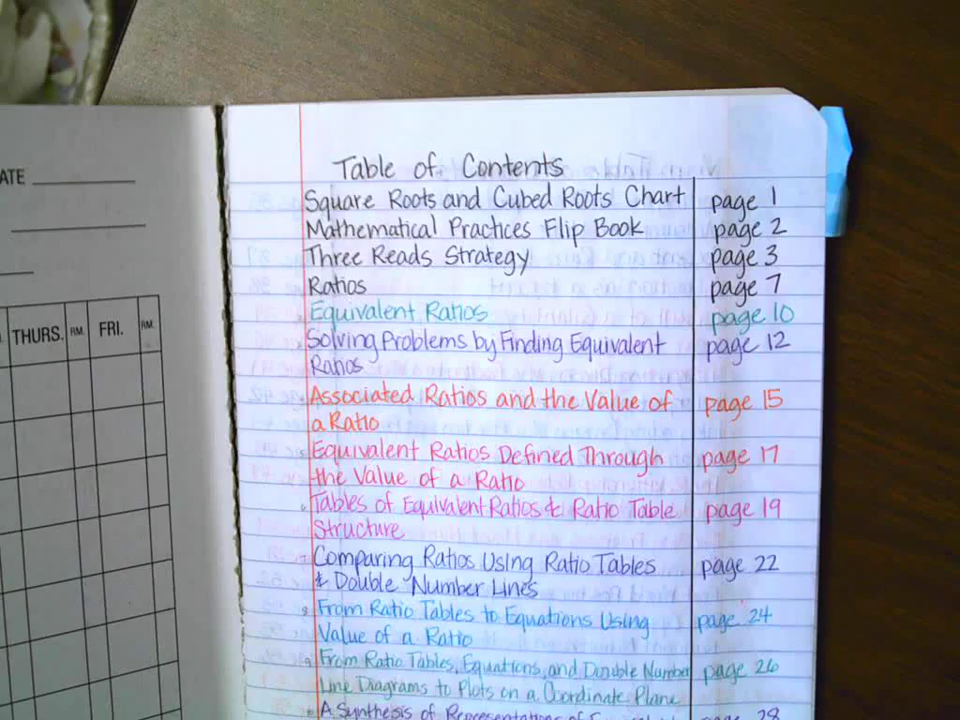 ATE
THURS. RM. FRI. RM.
Table of Contents
Square Roots and Cubed Roots Chart page 1
Mathematical Practices Flip Book page 2
Three Reads Strategy page 3
Ratios page 7
Equivalent Ratios page 10
Solving Problems by Finding Equivalent page 12
Ratios
Associated Ratios and the Value of page 15
a Ratio
Equivalent Ratios Defined Through page 17
the Value of a Ratio
Tables of Equivalent Ratios & Ratio Table page 19
Structure
Comparing Ratios Using Ratio Tables page 22
& Double Number Lines
From Ratio Tables to Equations Using page 24
Value of a Ratio
From Ratio Tables, Equations, and Double Number page 26
Line Diagrams to Plots on a Coordinate Plane
A Synthesis of Representations of page 28